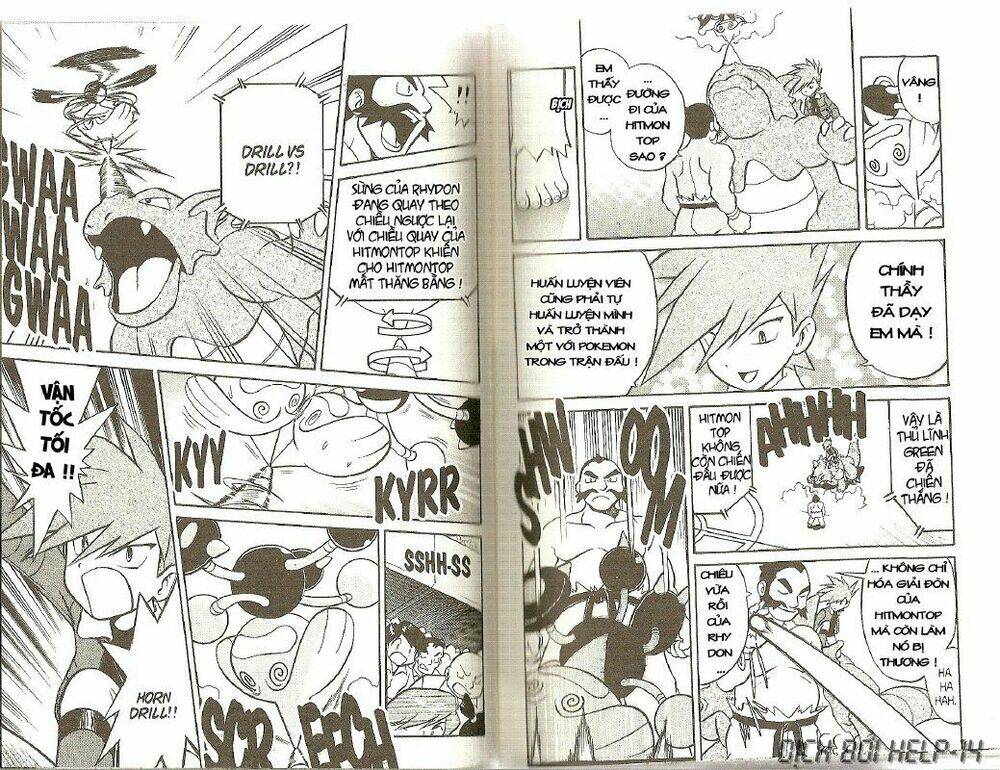 VÂNG
!
...
ĐƯỜNG
ĐI CỦA
HITMON
TOP
SAO ?
EM
THẤY
ĐƯỢC
...
BỊCH
CHÍNH
THẦY
ĐÃ DẠY
EM MÀ !
HUẤN LUYỆN VIÊN
CŨNG PHẢI TỰ
HUẤN LUYỆN MÌNH
VÀ TRỞ THÀNH
MỘT VỚI POKEMON
TRONG TRẬN ĐẤU !
VẬY LÀ
THỦ LĨNH
GREEN
ĐÃ
CHIẾN
THẮNG !
AHHHHH
HITMON
TOP
KHÔNG
CÒN CHIẾN
ĐẤU ĐƯỢC
NỮA !
OOM
SHW
... KHÔNG CHỈ
HÓA GIẢI ĐÒN
CỦA
HITMONTOP
MÀ CÒN LÀM
NÓ BỊ
THƯƠNG !
HA
HA
HAH.
CHIÊU
VỪA
RỒI CỦA
RHY
DON
...
!!
DRILL VS
DRILL?!
SỪNG CỦA RHYDON
ĐANG QUAY THEO
CHIỀU NGƯỢC LẠI
VỚI CHIỀU QUAY CỦA
HITMONTOP KHIẾN
CHO HITMONTOP
MẤT THĂNG BẰNG !
GWAA
WAA
GWAA
KYY
KYRR
VẬN
TỐC
TỐI
ĐA !!
SSHH-SS
SCR
EECH
HORN
DRILL!!
DICH BOI HELP-14